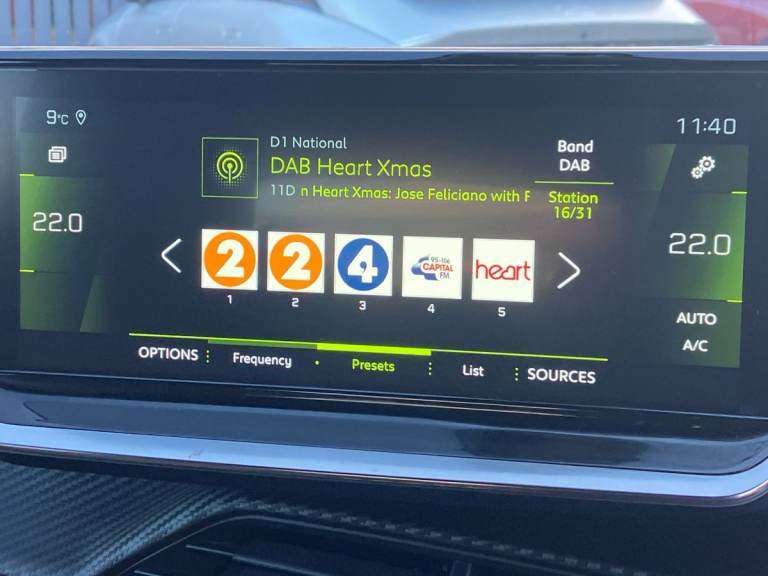 9°C
11:40
D1 National
DAB Heart Xmas
11D n Heart Xmas: Jose Feliciano with F
Band
DAB
Station
16/31
22.0
22.0
2
2
4
95-106
CAPITAL
FM
heart
1
2
3
4
5
AUTO
A/C
OPTIONS
Frequency
Presets
List
SOURCES